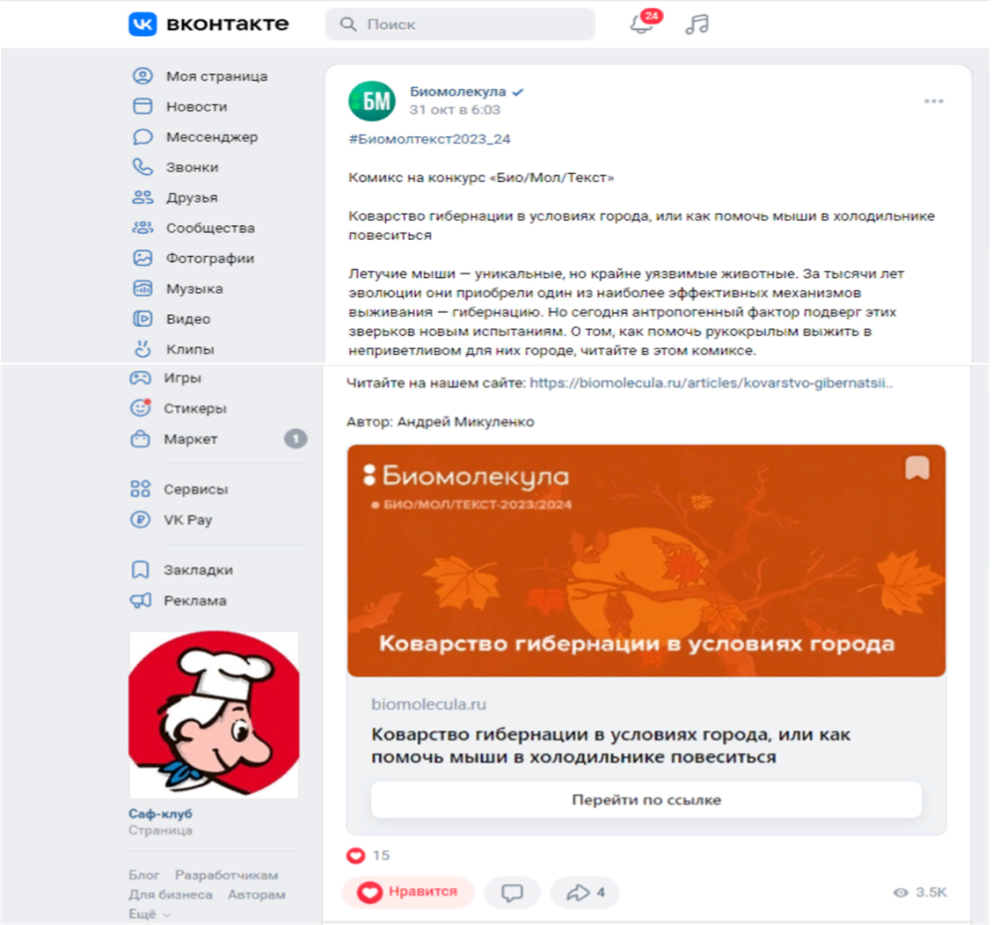 вконтакте
Поиск
24
Моя страница
Новости
Мессенджер
Звонки
Друзья
Сообщества
Фотографии
Музыка
Видео
Клипы
Игры
Стикеры
Маркет
1
Сервисы
VK Pay
Закладки
Реклама
Саф-клуб
Страница
Блог Разработчикам
Для бизнеса Авторам
Ещё
БМ
Биомолекула
31 окт в 6:03
#Биомолтекст2023_24
Комикс на конкурс «Био/Мол/Текст»
Коварство гибернации в условиях города, или как помочь мыши в холодильнике
повеситься
Летучие мыши — уникальные, но крайне уязвимые животные. За тысячи лет
эволюции они приобрели один из наиболее эффективных механизмов
выживания — гибернацию. Но сегодня антропогенный фактор подверг этих
зверьков новым испытаниям. О том, как помочь рукокрылым выжить в
неприветливом для них городе, читайте в этом комиксе.
Читайте на нашем сайте: https://biomolecula.ru/articles/kovarstvo-gibernatsii..
Автор: Андрей Микуленко
Биомолекула
БИО/МОЛ/ТЕКСТ-2023/2024
Коварство гибернации в условиях города
biomolecula.ru
Коварство гибернации в условиях города, или как
помочь мыши в холодильнике повеситься
Перейти по ссылке
15
Нравится
4
3.5K